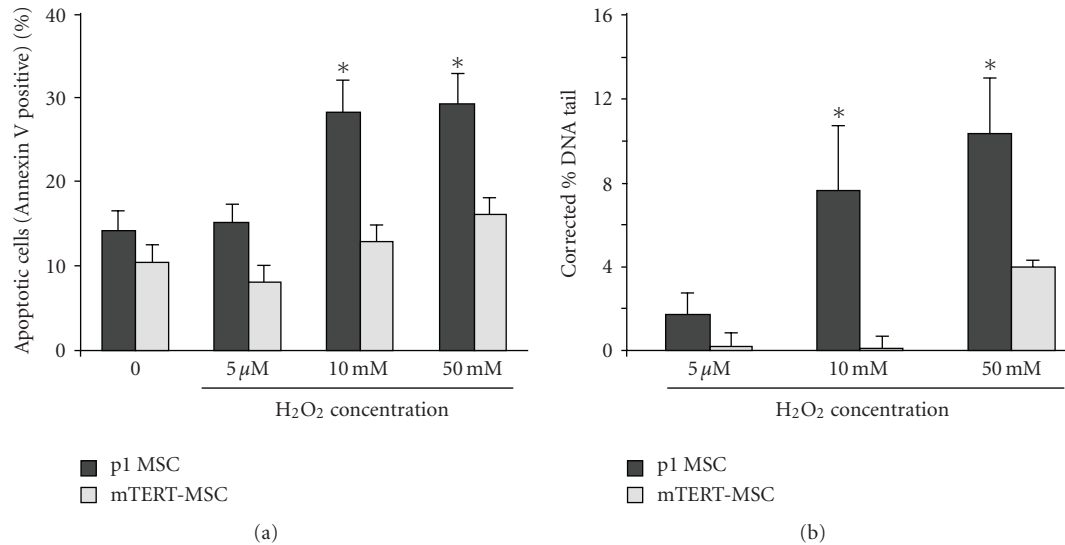 Apoptotic cells (Annexin V positive) (%)
40
30
20
10
0
*
*
0
5 µM
10 mM
50 mM
H₂O₂ concentration
p1 MSC
mTERT-MSC
(a)
Corrected % DNA tail
16
12
8
4
0
*
*
5 µM
10 mM
50 mM
H₂O₂ concentration
p1 MSC
mTERT-MSC
(b)